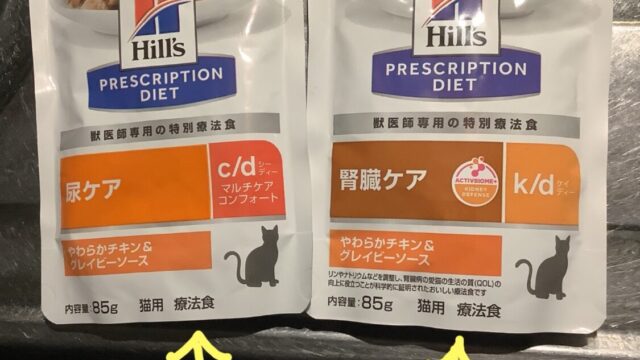 Hill's
PRESCRIPTION
DIET
獣医師専用の特別療法食
尿ケア
c/d シーディー
マルチケア
コンフォート
やわらかチキン&
グレイビーソース
内容量:85g 猫用 療法食
Hill's
PRESCRIPTION
DIET
獣医師専用の特別療法食
腎臓ケア
ACTIVBIOME+
KIDNEY
DEFENSE
k/d ケイディー
やわらかチキン&
グレイビーソース
リンやナトリウムなどを調整し、腎臓病の愛猫の生活の質(QOL)の
向上に役立つことが科学的に証明されたおいしい療法食です
内容量:85g 猫用 療法食